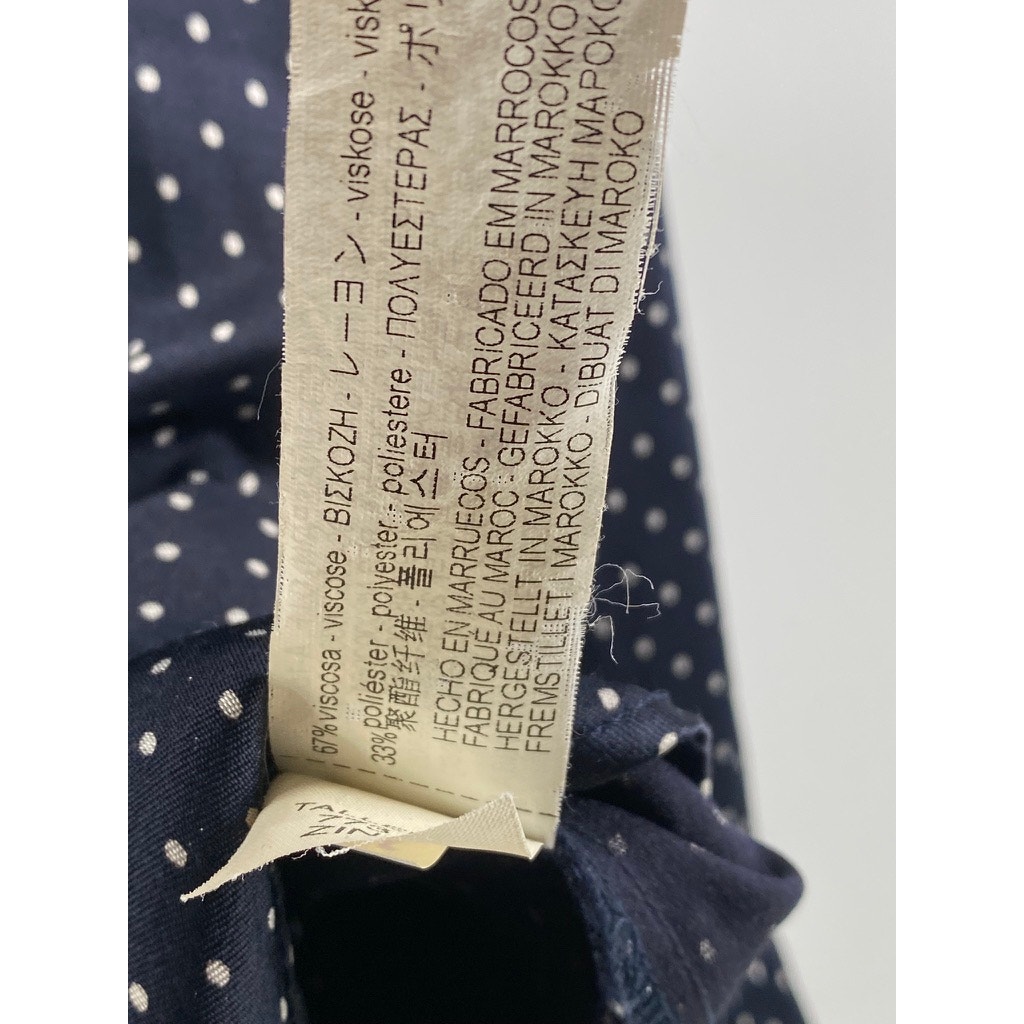 67% viscosa - viscose - ΒΙΣΚΟΖΗ - レーヨン - viskose - visk
33% poliéster - polyester - poliestere - ΠΟΛΥΕΣΤΕΡΑΣ - ポ
聚酯纤维 - 폴리에스터
HECHO EN MARRUECOS - FABRICADO EM MARROCOS
FABRIQUÉ AU MAROC - GEFABRICEERD IN MAROKKO
HERGESTELLT IN MAROKKO - ΚΑΤΑΣΚΕΥΗ ΜΑΡΟΚΟ
FREMSTILLET I MAROKKO - DIBUAT DI MAROKO